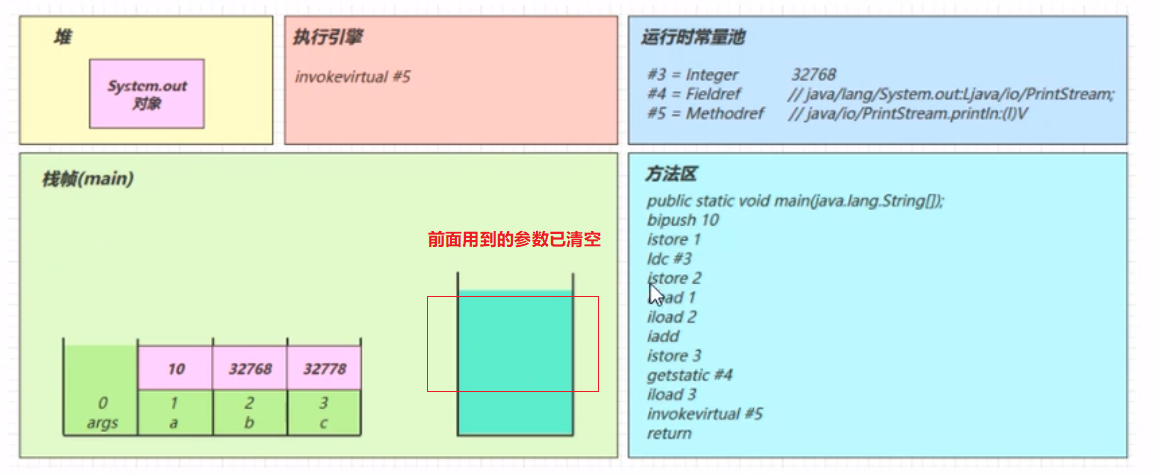 堆
System.out
对象
执行引擎
invokevirtual #5
运行时常量池
#3 = Integer 32768
#4 = Fieldref // java/lang/System.out:Ljava/io/PrintStream;
#5 = Methodref // java/io/PrintStream.println:(I)V
栈帧(main)
前面用到的参数已清空
10 32768 32778
0 1 2 3
args a b c
方法区
public static void main(java.lang.String[]);
bipush 10
istore 1
ldc #3
istore 2
iload 1
iload 2
iadd
istore 3
getstatic #4
iload 3
invokevirtual #5
return